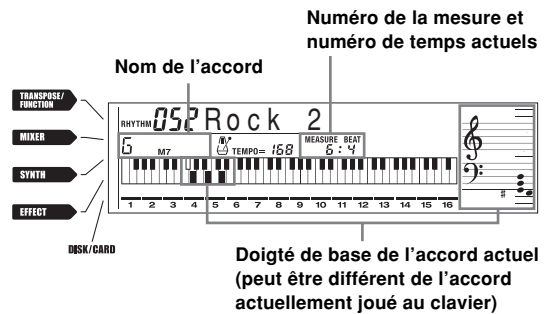 Numéro de la mesure et
numéro de temps actuels
Nom de l'accord
TRANSPOSE/
FUNCTION
RHYTHM 052 Rock 2
MIXER
G M7 TEMPO= 168 MEASURE BEAT 6 : 4
SYNTH
1 2 3 4 5 6 7 8 9 10 11 12 13 14 15 16
EFFECT
DISK/CARD
Doigté de base de l'accord actuel
(peut être différent de l'accord
actuellement joué au clavier)